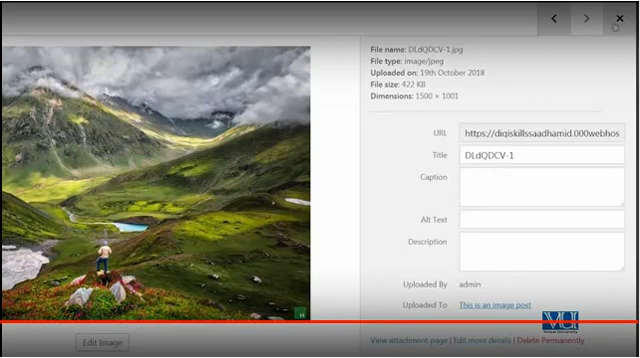 File name: DLdQDCV-1.jpg
File type: image/jpeg
Uploaded on: 19th October 2018
File size: 422 KB
Dimensions: 1500 × 1001
URL https://digiskillssaadhamid.000webhos
Title DLdQDCV-1
Caption
Alt Text
Description
Uploaded By admin
Uploaded To This is an image post
Virtual University
Edit Image
View attachment page | Edit more details | Delete Permanently